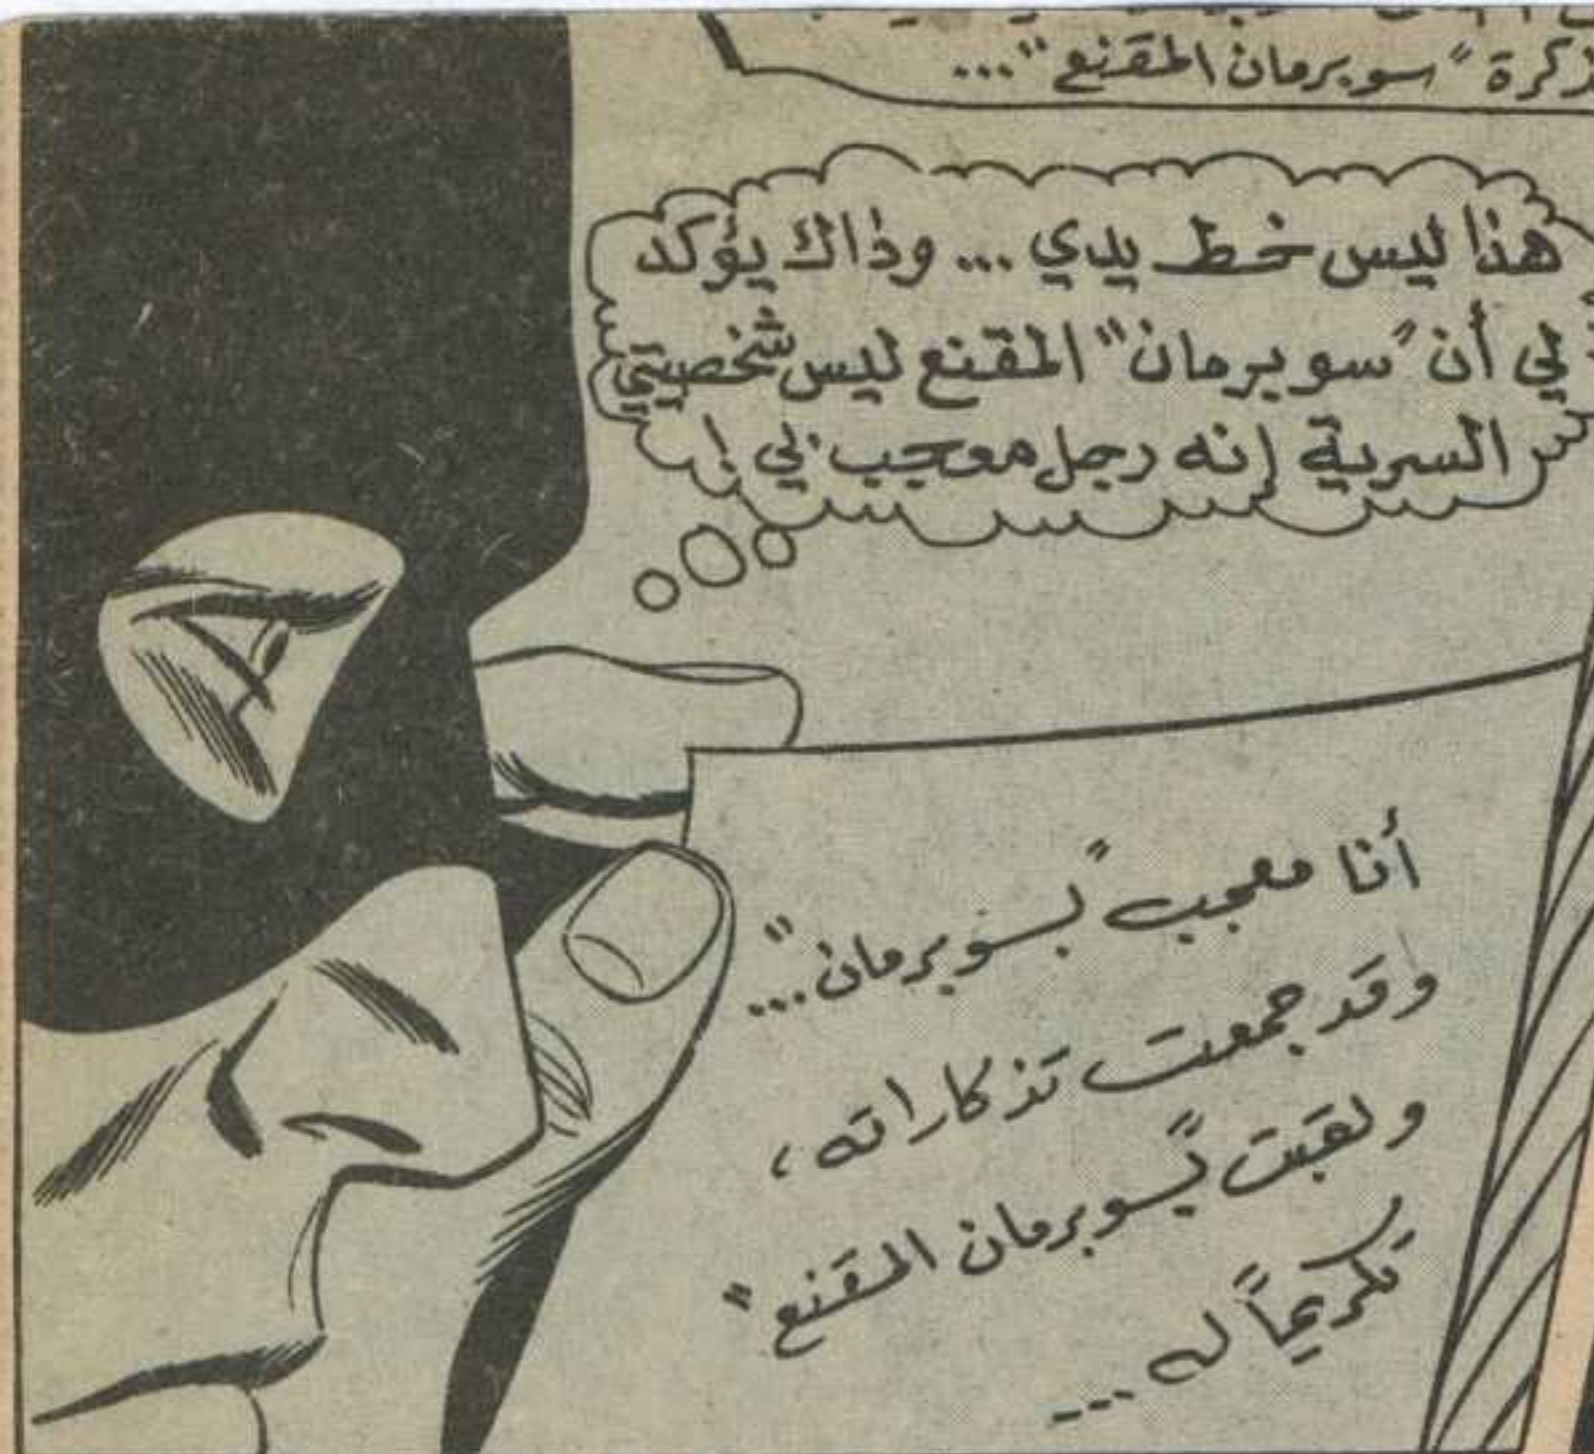 "سوبرمان المقنع"...
هذا ليس خط يدي ... وذاك يؤكد
لي أن "سوبرمان" المقنع ليس شخصيتي
السرية إنه رجل معجب بي !
أنا معجب "بسوبرمان"...
وقد جمعت تذكاراته ،
ولقبت "بسوبرمان المقنع"
تكريماً له ...